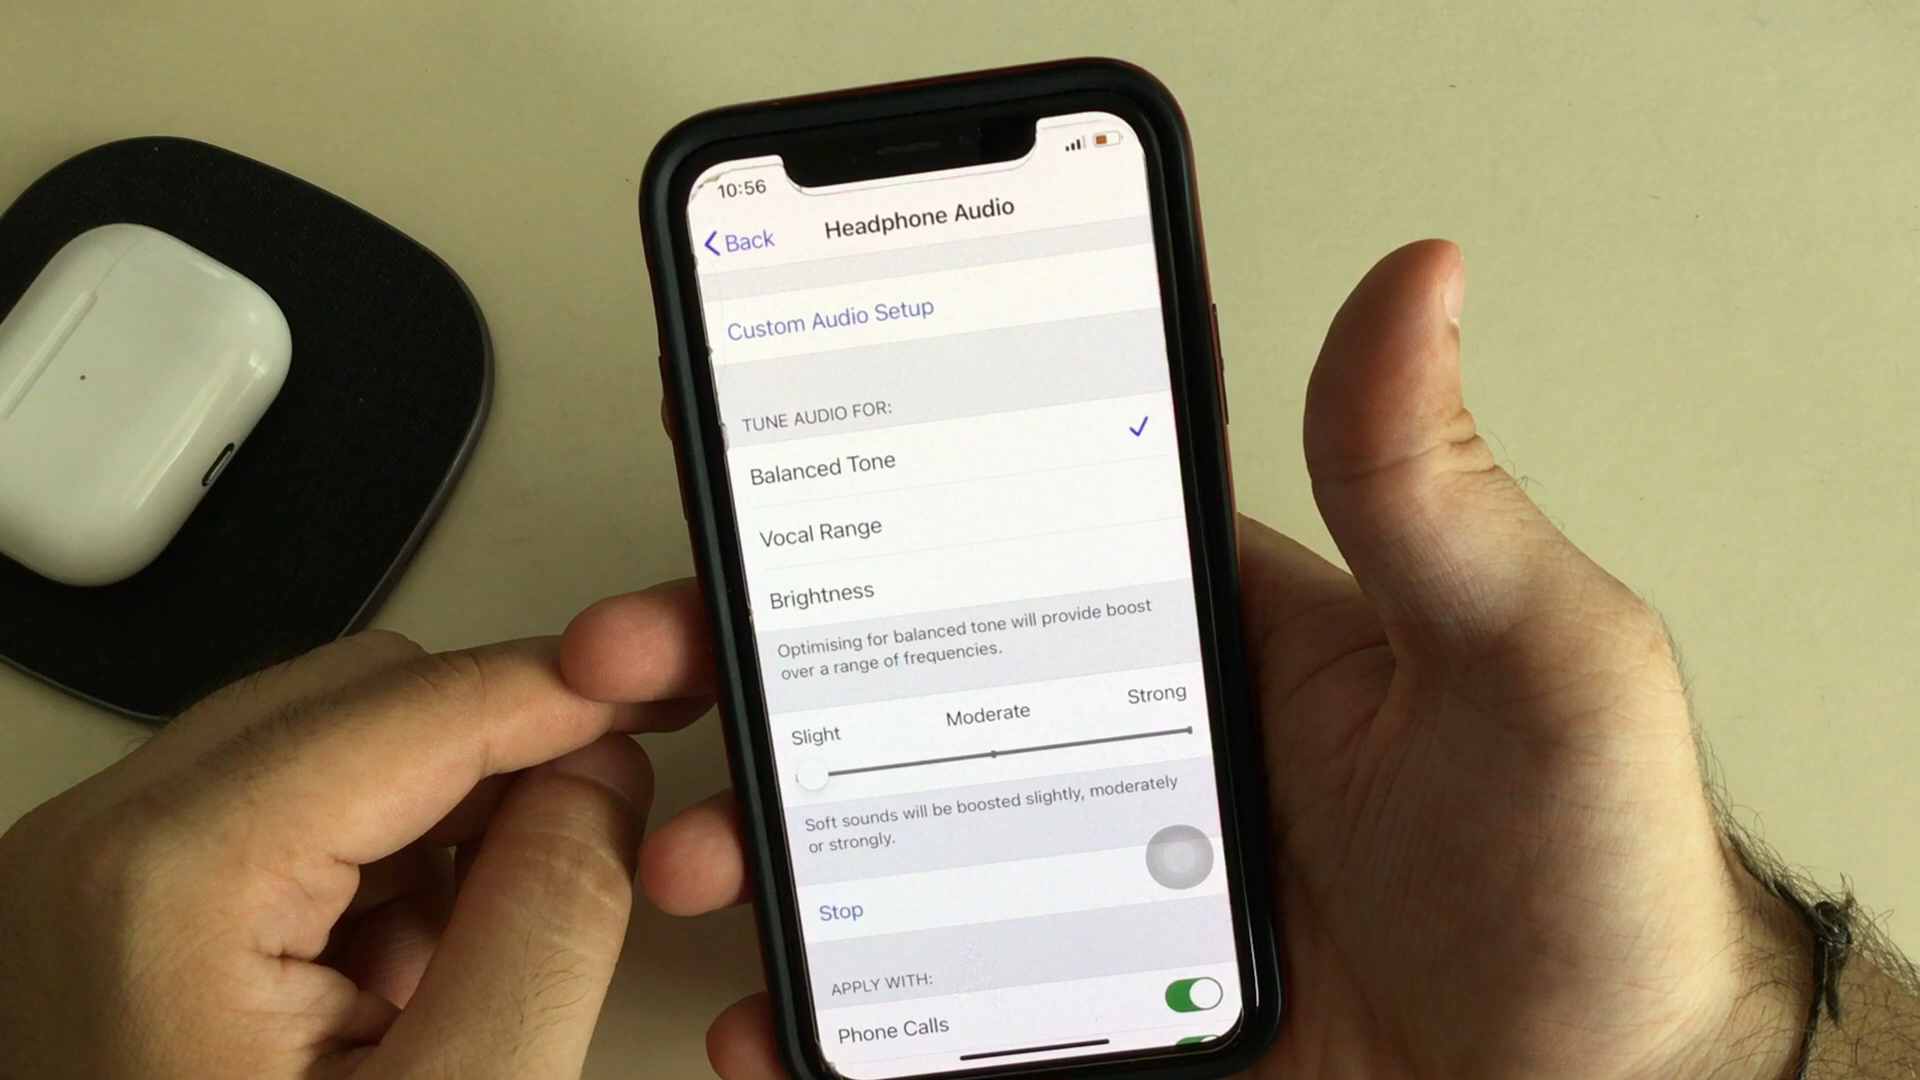 10:56
Back
Headphone Audio
Custom Audio Setup
TUNE AUDIO FOR:
Balanced Tone
Vocal Range
Brightness
Optimising for balanced tone will provide boost
over a range of frequencies.
Slight
Moderate
Strong
Soft sounds will be boosted slightly, moderately
or strongly.
Stop
APPLY WITH:
Phone Calls